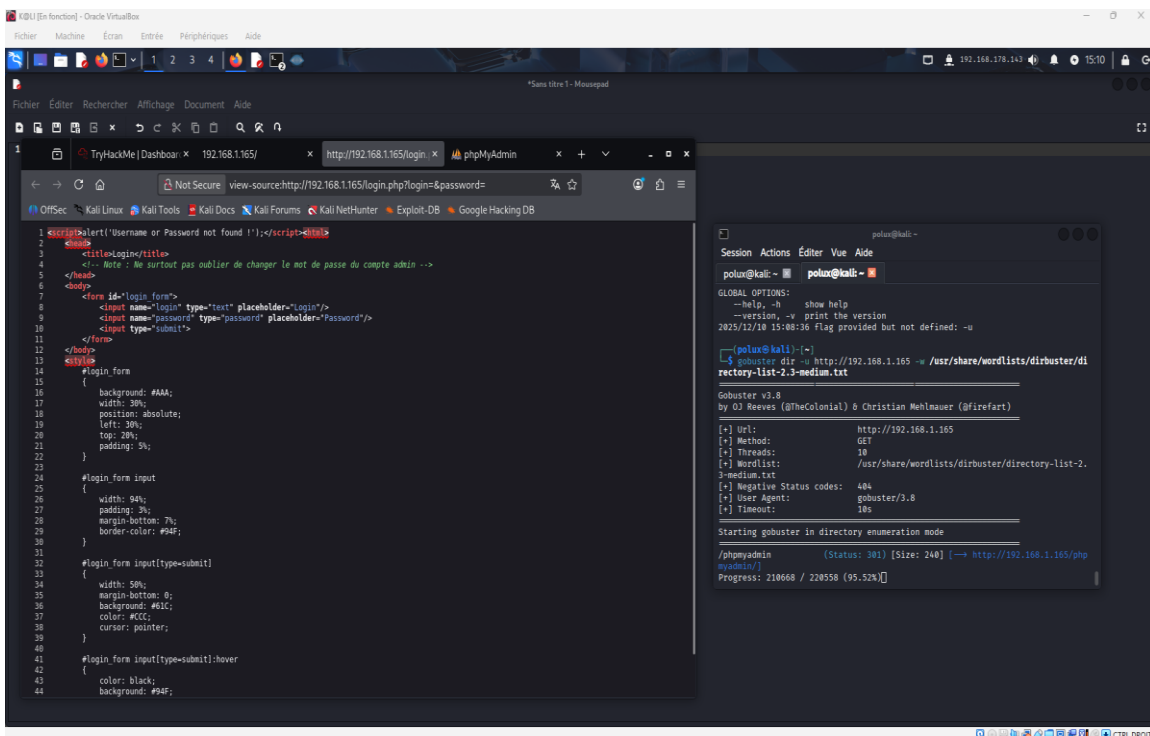 K@LI [En fonction] - Oracle VirtualBox
Fichier Machine Écran Entrée Périphériques Aide
1 2 3 4 2 192.168.178.143 15:10
*Sans titre 1 - Mousepad
Fichier Éditer Rechercher Affichage Document Aide
1
TryHackMe | Dashboar × 192.168.1.165/ × http://192.168.1.165/login.p × phpMyAdmin ×
Not Secure view-source:http://192.168.1.165/login.php?login=&password=
OffSec Kali Linux Kali Tools Kali Docs Kali Forums Kali NetHunter Exploit-DB Google Hacking DB
1 <script>alert('Username or Password not found !');</script><html>
2 <head>
3 <title>Login</title>
4 <!-- Note : Ne surtout pas oublier de changer le mot de passe du compte admin -->
5 </head>
6 <body>
7 <form id="login_form">
8 <input name="login" type="text" placeholder="Login"/>
9 <input name="password" type="password" placeholder="Password"/>
10 <input type="submit">
11 </form>
12 </body>
13 <style>
14 #login_form
15 {
16 background: #AAA;
17 width: 30%;
18 position: absolute;
19 left: 30%;
20 top: 20%;
21 padding: 5%;
22 }
23
24 #login_form input
25 {
26 width: 94%;
27 padding: 3%;
28 margin-bottom: 7%;
29 border-color: #94F;
30 }
31
32 #login_form input[type=submit]
33 {
34 width: 50%;
35 margin-bottom: 0;
36 background: #61C;
37 color: #CCC;
38 cursor: pointer;
39 }
40
41 #login_form input[type=submit]:hover
42 {
43 color: black;
44 background: #94F;
polux@kali: ~
Session Actions Éditer Vue Aide
polux@kali: ~ polux@kali: ~
GLOBAL OPTIONS:
--help, -h show help
--version, -v print the version
2025/12/10 15:08:36 flag provided but not defined: -u
(polux㉿kali)-[~]
$ gobuster dir -u http://192.168.1.165 -w /usr/share/wordlists/dirbuster/di
rectory-list-2.3-medium.txt
Gobuster v3.8
by OJ Reeves (@TheColonial) & Christian Mehlmauer (@firefart)
[+] Url: http://192.168.1.165
[+] Method: GET
[+] Threads: 10
[+] Wordlist: /usr/share/wordlists/dirbuster/directory-list-2.
3-medium.txt
[+] Negative Status codes: 404
[+] User Agent: gobuster/3.8
[+] Timeout: 10s
Starting gobuster in directory enumeration mode
/phpmyadmin (Status: 301) [Size: 240] [--> http://192.168.1.165/php
myadmin/]
Progress: 210668 / 220558 (95.52%)
CTRL DROIT